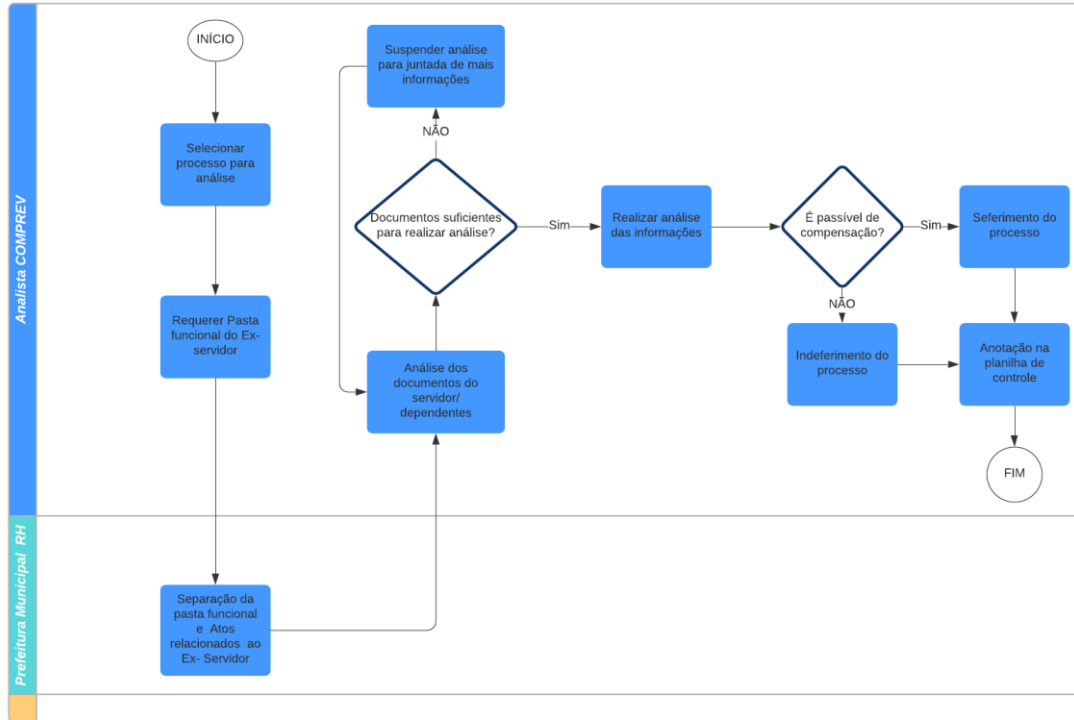 Analista COMPREV
INÍCIO
Selecionar
processo para
análise
Requerer Pasta
funcional do Ex-
servidor
Suspender análise
para juntada de mais
informações
NÃO
Documentos suficientes
para realizar análise?
Sim
Análise dos
documentos do
servidor/
dependentes
Realizar análise
das informações
É passível de
compensação?
Sim
NÃO
Seferimento do
processo
Indeferimento do
processo
Anotação na
planilha de
controle
FIM
Prefeitura Municipal RH
Separação da
pasta funcional
e Atos
relacionados ao
Ex- Servidor